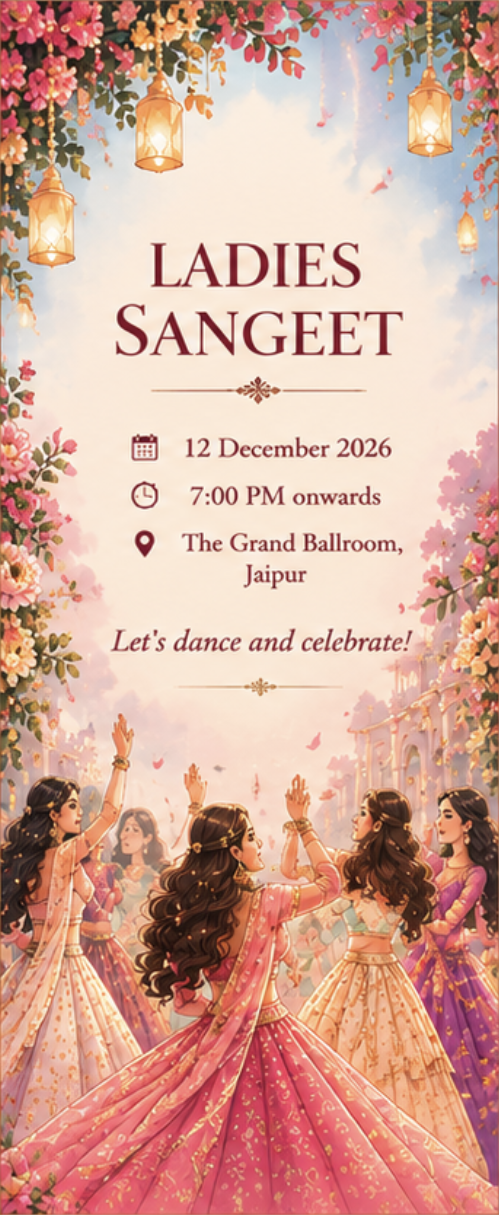 LADIES
SANGEET
12 December 2026
7:00 PM onwards
The Grand Ballroom,
Jaipur
Let's dance and celebrate!